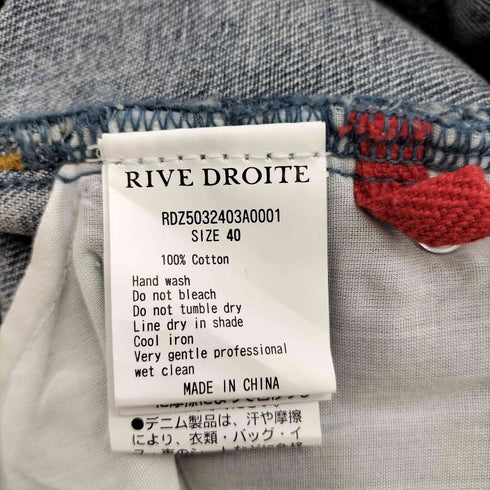 RIVE DROITE
RDZ5032403A0001
SIZE 40
100% Cotton
Hand wash
Do not bleach
Do not tumble dry
Line dry in shade
Cool iron
Very gentle professional
wet clean
MADE IN CHINA
●デニム製品は、汗や摩擦
により、衣類・バッグ・イ